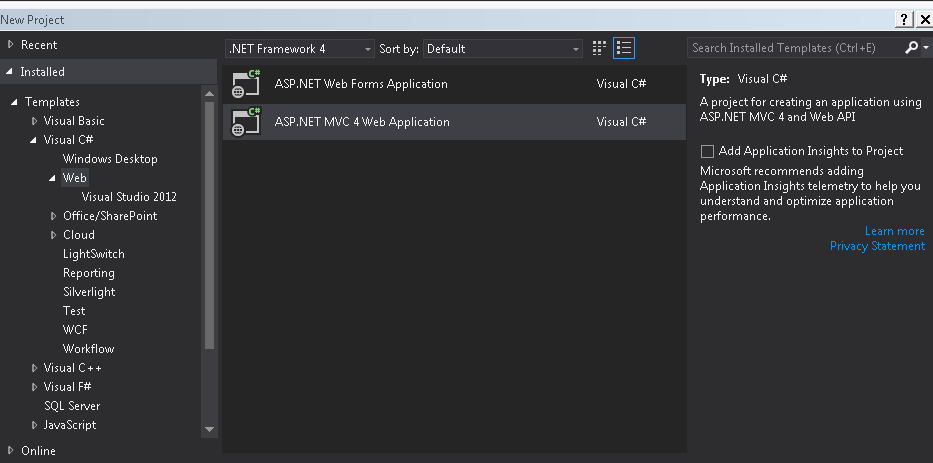 New Project
?
Recent
.NET Framework 4
Sort by:
Default
Search Installed Templates (Ctrl+E)
Installed
Templates
Visual Basic
Visual C#
Windows Desktop
Web
Visual Studio 2012
Office/SharePoint
Cloud
LightSwitch
Reporting
Silverlight
Test
WCF
Workflow
Visual C++
Visual F#
SQL Server
JavaScript
Online
C#
ASP.NET Web Forms Application
Visual C#
C#
ASP.NET MVC 4 Web Application
Visual C#
Type: Visual C#
A project for creating an application using
ASP.NET MVC 4 and Web API
Add Application Insights to Project
Microsoft recommends adding
Application Insights telemetry to help you
understand and optimize application
performance.
Learn more
Privacy Statement